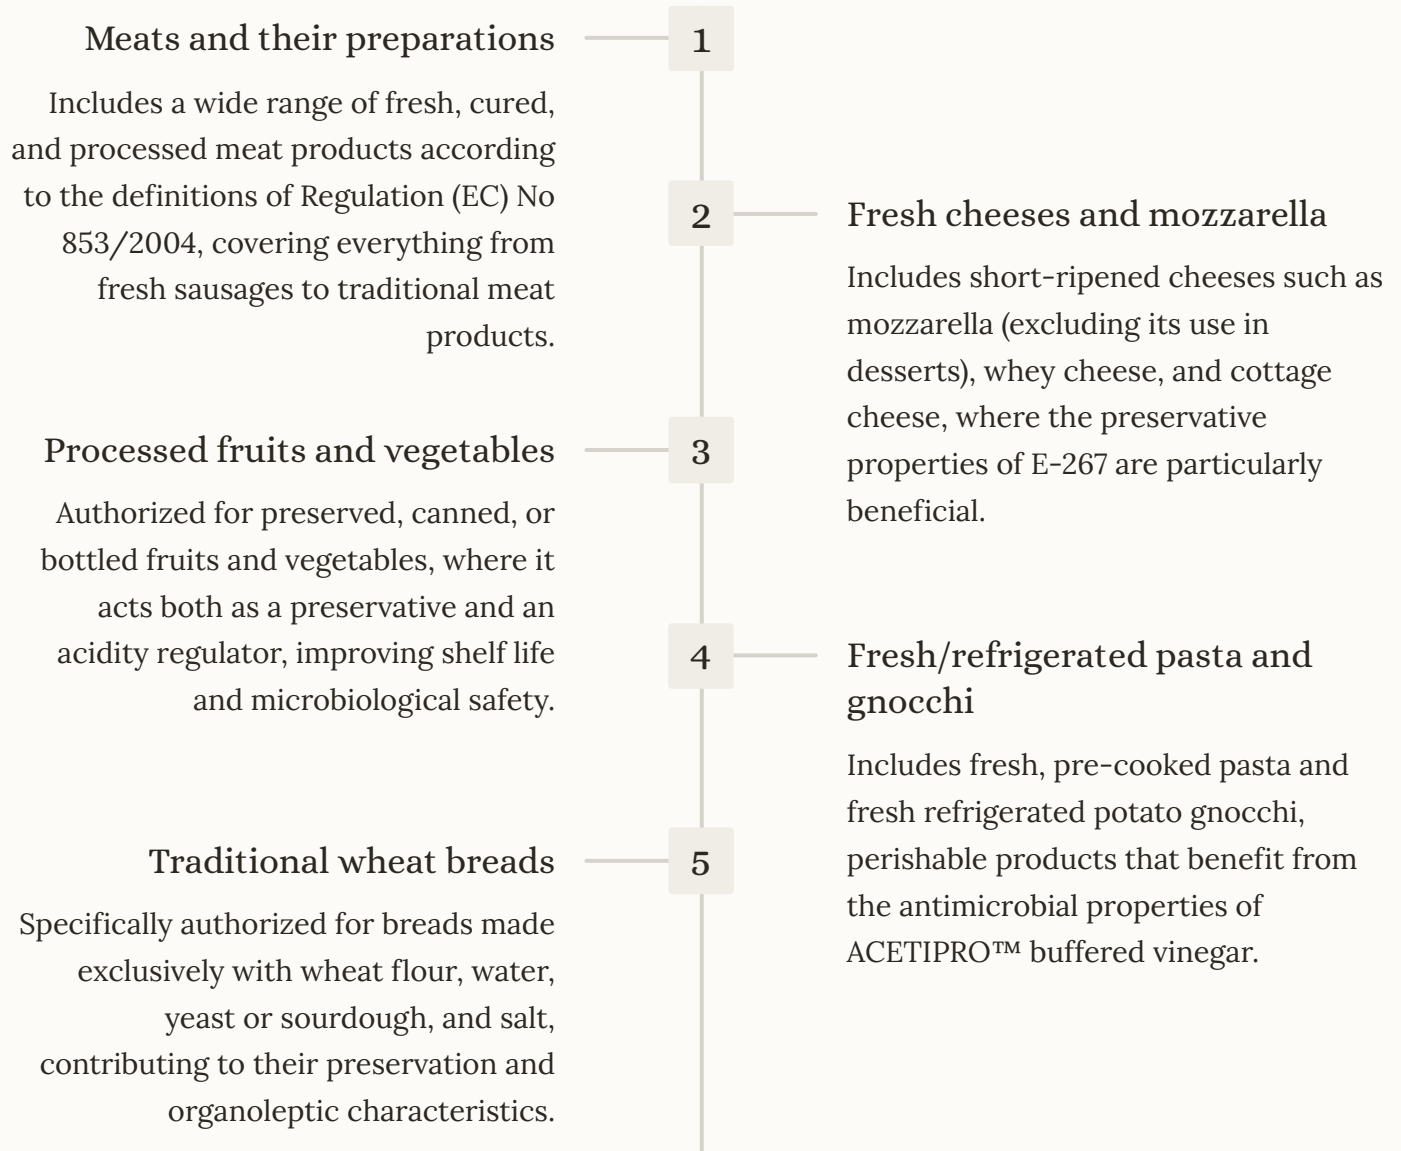 Meats and their preparations
1
Includes a wide range of fresh, cured,
and processed meat products according
to the definitions of Regulation (EC) No
853/2004, covering everything from
fresh sausages to traditional meat
products.
2
Fresh cheeses and mozzarella
Includes short-ripened cheeses such as
mozzarella (excluding its use in
desserts), whey cheese, and cottage
cheese, where the preservative
properties of E-267 are particularly
beneficial.
Processed fruits and vegetables
3
Authorized for preserved, canned, or
bottled fruits and vegetables, where it
acts both as a preservative and an
acidity regulator, improving shelf life
and microbiological safety.
4
Fresh/refrigerated pasta and
gnocchi
Includes fresh, pre-cooked pasta and
fresh refrigerated potato gnocchi,
perishable products that benefit from
the antimicrobial properties of
ACETIPRO™ buffered vinegar.
Traditional wheat breads
5
Specifically authorized for breads made
exclusively with wheat flour, water,
yeast or sourdough, and salt,
contributing to their preservation and
organoleptic characteristics.